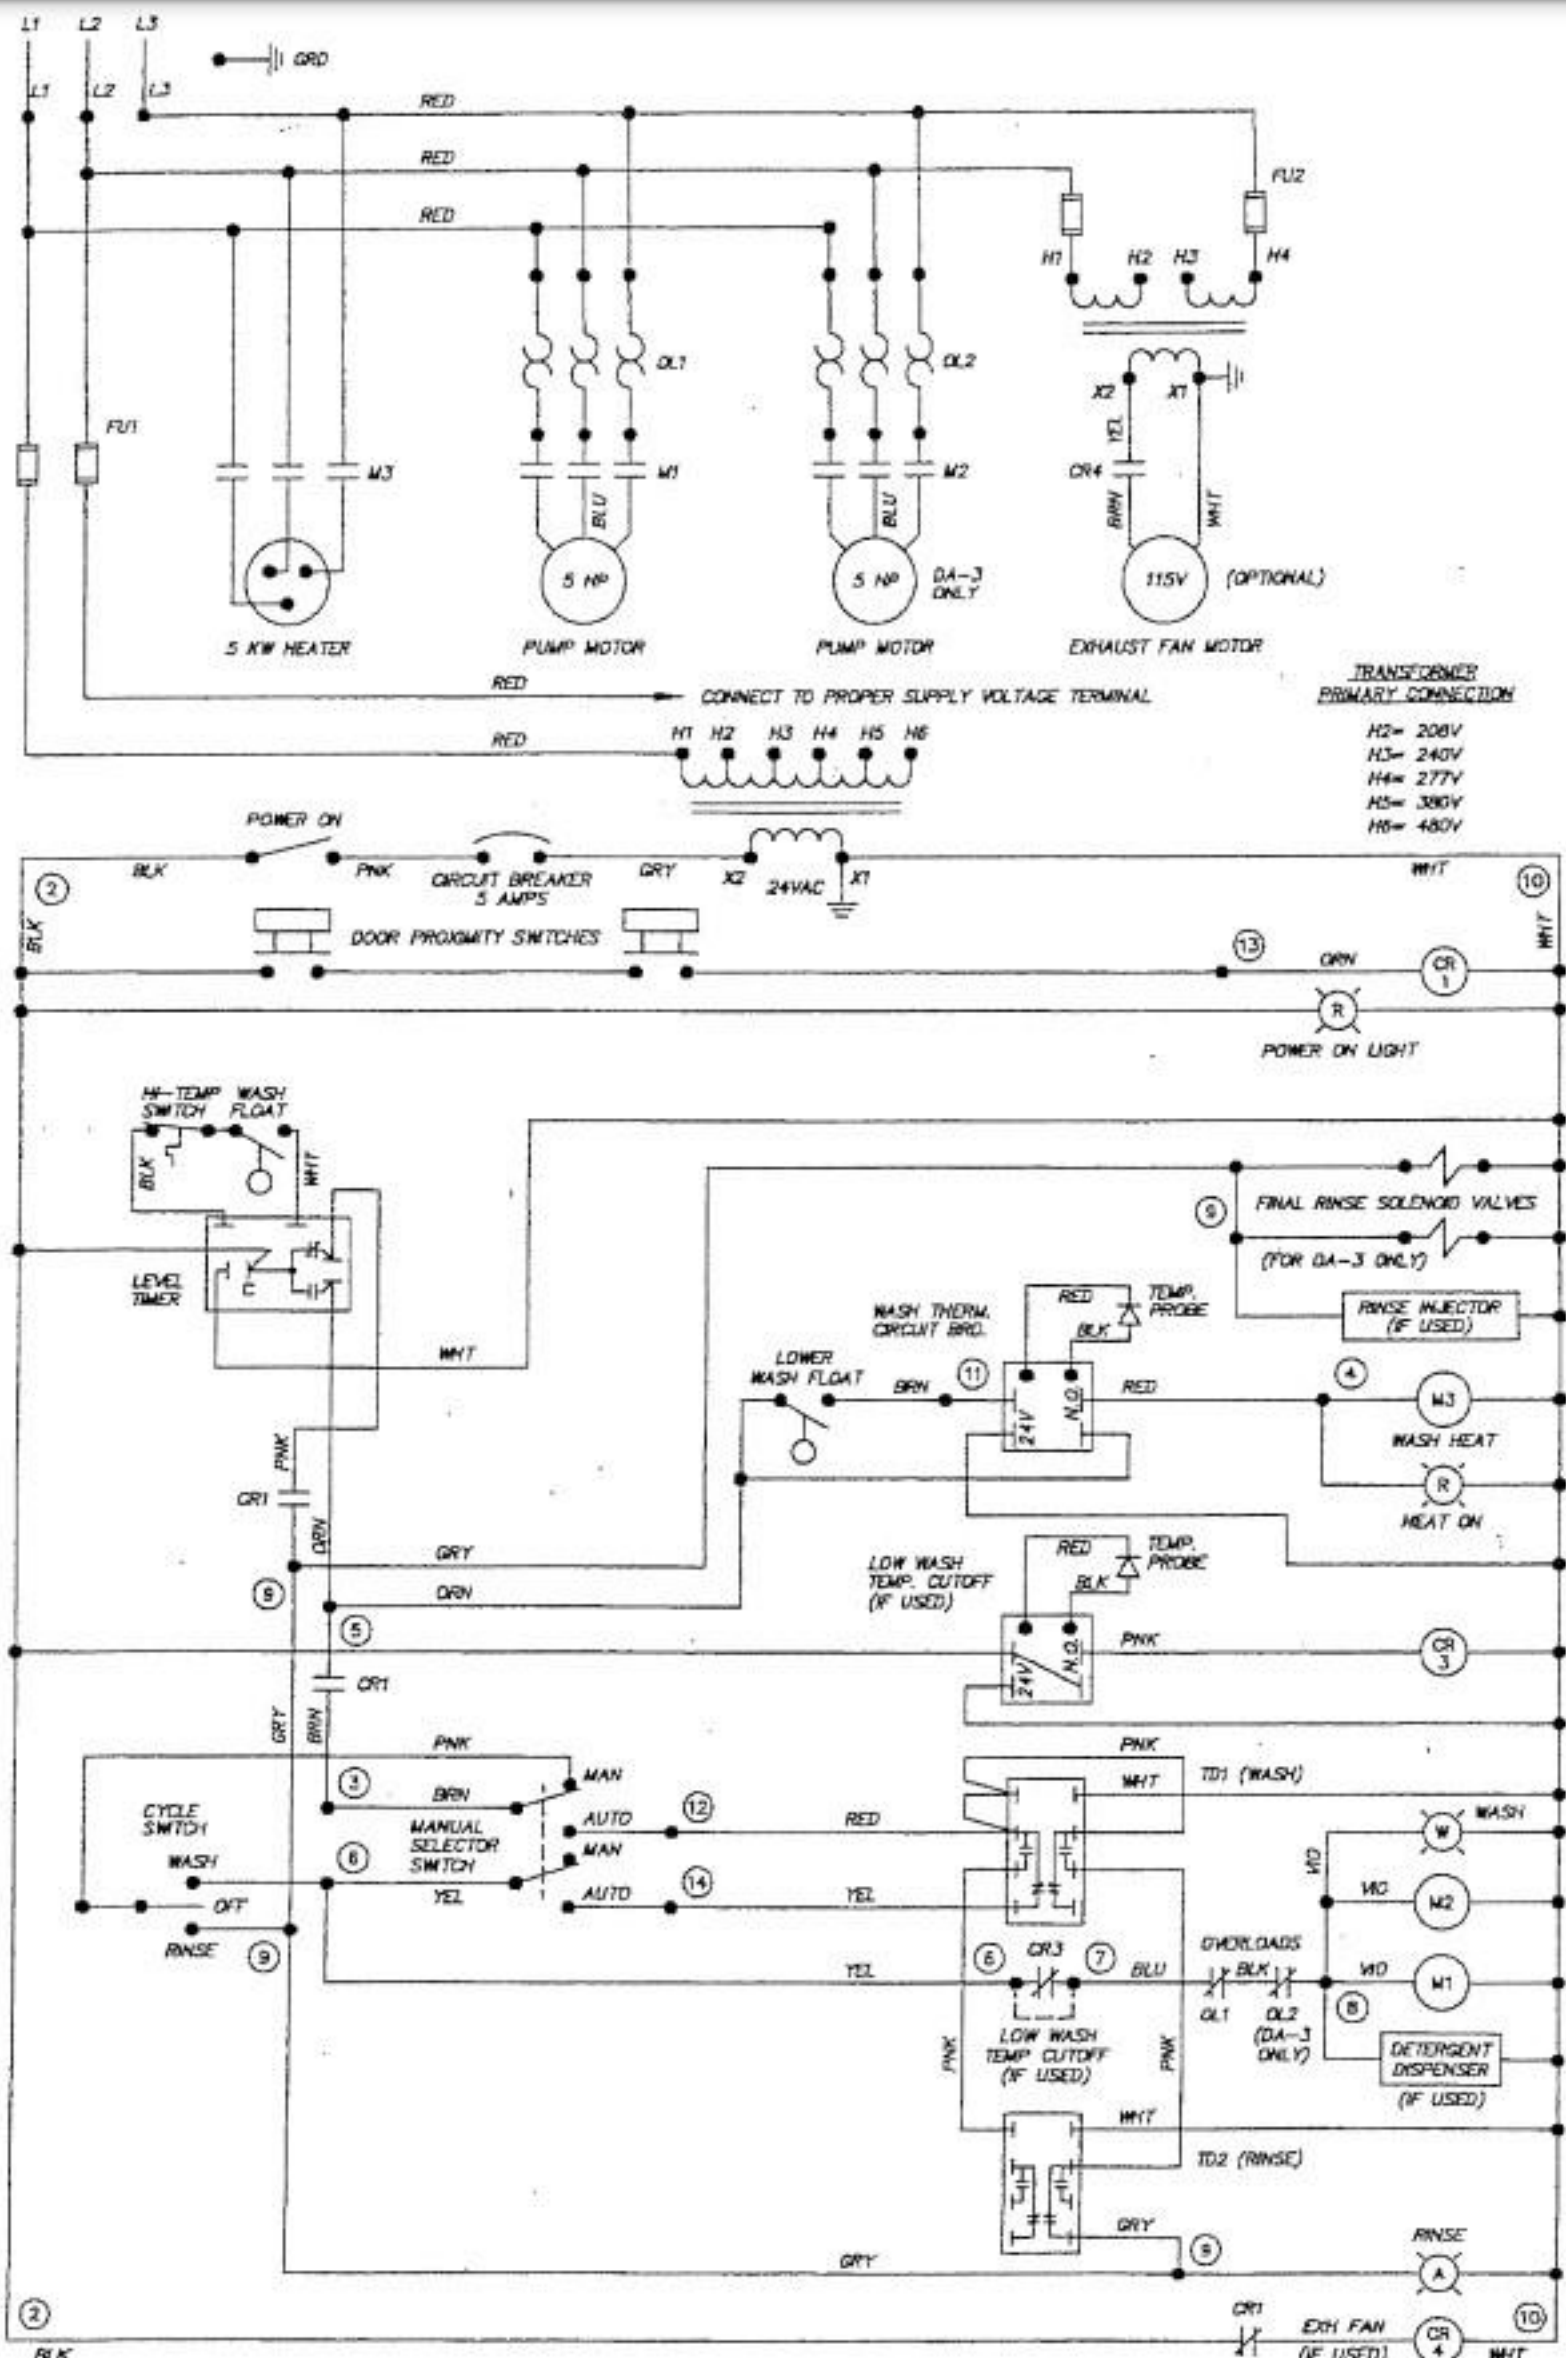 L1 L2 L3
GRD
L1 L2 L3
RED
RED
FU2
RED
H1 H2 H3 H4
OL1
OL2
X2 X1
FU1
YEL
M3
M1
M2
CR4
BLU
BLU
BRN
WHT
5 HP
5 HP
DA-3
ONLY
115V
(OPTIONAL)
5 KW HEATER
PUMP MOTOR
PUMP MOTOR
EXHAUST FAN MOTOR
RED
CONNECT TO PROPER SUPPLY VOLTAGE TERMINAL
TRANSFORMER
PRIMARY CONNECTION
H2= 208V
H3= 240V
H4= 277V
H5= 380V
H6= 480V
RED
H1 H2 H3 H4 H5 H6
POWER ON
BLK
PNK
CIRCUIT BREAKER
5 AMPS
GRY
X2
24VAC
X1
WHT
2
10
BLK
DOOR PROXIMITY SWITCHES
WHT
13
ORN
CR
1
R
POWER ON LIGHT
HI-TEMP
SWITCH
WASH
FLOAT
BLK
WHT
FINAL RINSE SOLENOID VALVES
9
(FOR DA-3 ONLY)
LEVEL
TIMER
C
RINSE INJECTOR
(IF USED)
WASH THERM.
CIRCUIT BRD.
RED
TEMP.
PROBE
BLK
WHT
LOWER
WASH FLOAT
BRN
11
24V
N.O.
RED
4
M3
WASH HEAT
PNK
CR1
R
HEAT ON
ORN
GRY
LOW WASH
TEMP. CUTOFF
(IF USED)
RED
TEMP.
PROBE
BLK
9
ORN
5
24V
N.O.
PNK
CR
3
CR1
GRY
BRN
PNK
MAN
PNK
3
BRN
WHT
TD1 (WASH)
CYCLE
SWITCH
MANUAL
SELECTOR
SWITCH
AUTO
12
RED
MAN
W
WASH
WASH
6
YEL
AUTO
14
YEL
VIO
VIO
M2
OFF
RINSE
9
YEL
6
CR3
7
BLU
OVERLOADS
BLK
OL1
OL2
(DA-3
ONLY)
VIO
M1
8
LOW WASH
TEMP CUTOFF
(IF USED)
PNK
PNK
DETERGENT
DISPENSER
(IF USED)
WHT
TD2 (RINSE)
GRY
9
RINSE
GRY
A
2
CR1
EXH FAN
(IF USED)
CR
4
10
BLK
WHT